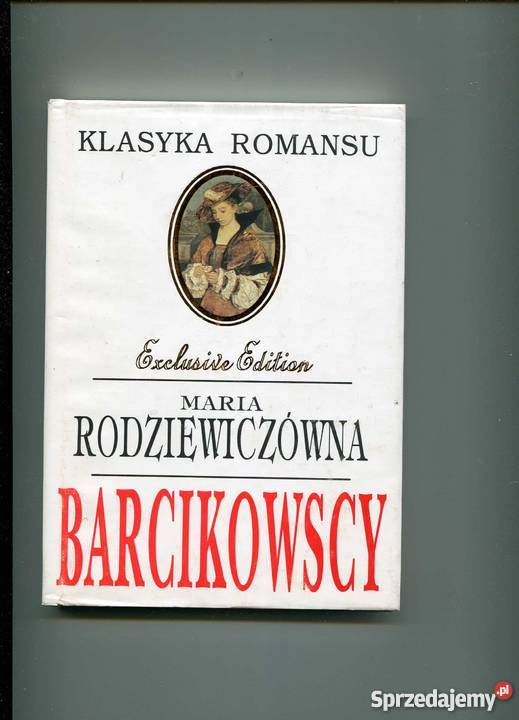 KLASYKA ROMANSU
Exclusive Edition
MARIA
RODZIEWICZÓWNA
BARCIKOWSCY
Sprzedajemy.pl